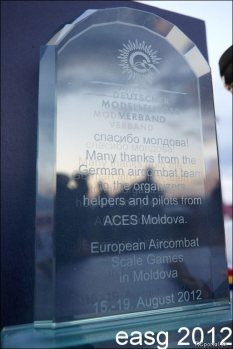 DEUTSCHER
MODELLFLIEGER
VERBAND
спасибо молдова!
Many thanks from the
German aircombat team
to the organizers,
helpers and pilots from
ACES Moldova.
European Aircombat
Scale Games
in Moldova
15.-19. August 2012
easg 2012